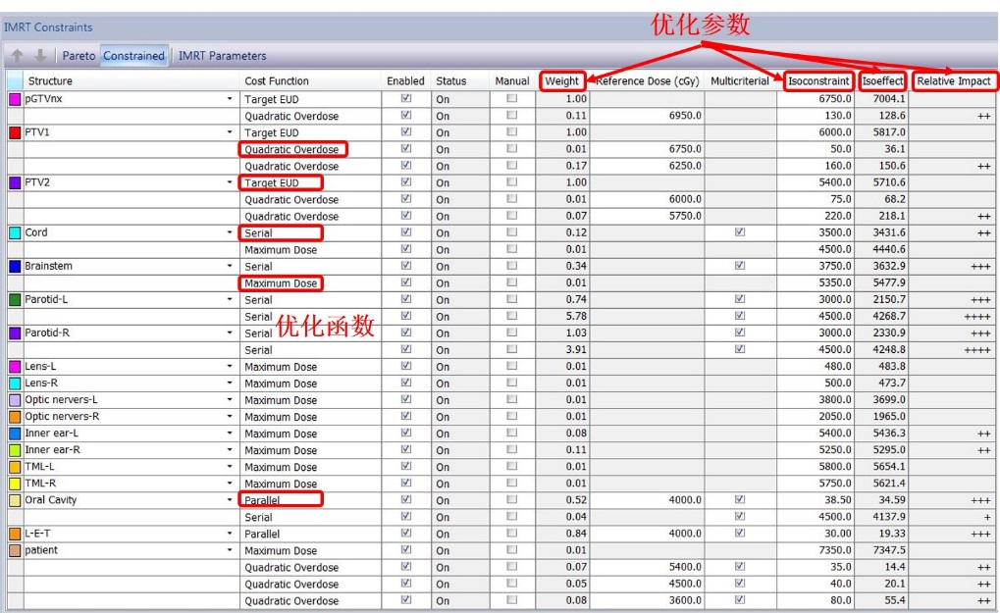 优化参数
IMRT Constraints
Pareto Constrained IMRT Parameters
Structure Cost Function Enabled Status Manual Weight Reference Dose (cGy) Multicriterial Isoconstraint Isoeffect Relative Impact
pGTVnx Target EUD On 1.00 6750.0 7004.1
Quadratic Overdose On 0.11 6950.0 130.0 128.6 ++
PTV1 Target EUD On 1.00 6000.0 5817.0
Quadratic Overdose On 0.01 6750.0 50.0 36.1
Quadratic Overdose On 0.17 6250.0 160.0 150.6 ++
PTV2 Target EUD On 1.00 5400.0 5710.6
Quadratic Overdose On 0.01 6000.0 75.0 68.2
Quadratic Overdose On 0.07 5750.0 220.0 218.1 ++
Cord Serial On 0.12 3500.0 3431.6 ++
Maximum Dose On 0.01 4500.0 4440.6
Brainstem Serial On 0.34 3750.0 3632.9 +++
Maximum Dose On 0.01 5350.0 5477.9
Parotid-L Serial On 0.74 3000.0 2150.7 +++
Serial On 5.78 4500.0 4268.7 ++++
优化函数
Parotid-R Serial On 1.03 3000.0 2330.9 +++
Serial On 3.91 4500.0 4248.8 ++++
Lens-L Maximum Dose On 0.01 480.0 483.8
Lens-R Maximum Dose On 0.01 500.0 473.7
Optic nervers-L Maximum Dose On 0.01 3800.0 3699.0
Optic nervers-R Maximum Dose On 0.01 2050.0 1965.0
Inner ear-L Maximum Dose On 0.08 5400.0 5436.3 ++
Inner ear-R Maximum Dose On 0.11 5250.0 5295.0 ++
TML-L Maximum Dose On 0.01 5800.0 5654.1
TML-R Maximum Dose On 0.01 5750.0 5621.4
Oral Cavity Parallel On 0.52 4000.0 38.50 34.59 +++
Serial On 0.04 4500.0 4137.9 +
L-E-T Parallel On 0.84 4000.0 30.00 19.33 +++
patient Maximum Dose On 0.01 7350.0 7347.5
Quadratic Overdose On 0.07 5400.0 35.0 14.4 ++
Quadratic Overdose On 0.05 4500.0 40.0 20.1 ++
Quadratic Overdose On 0.08 3600.0 80.0 55.4 ++